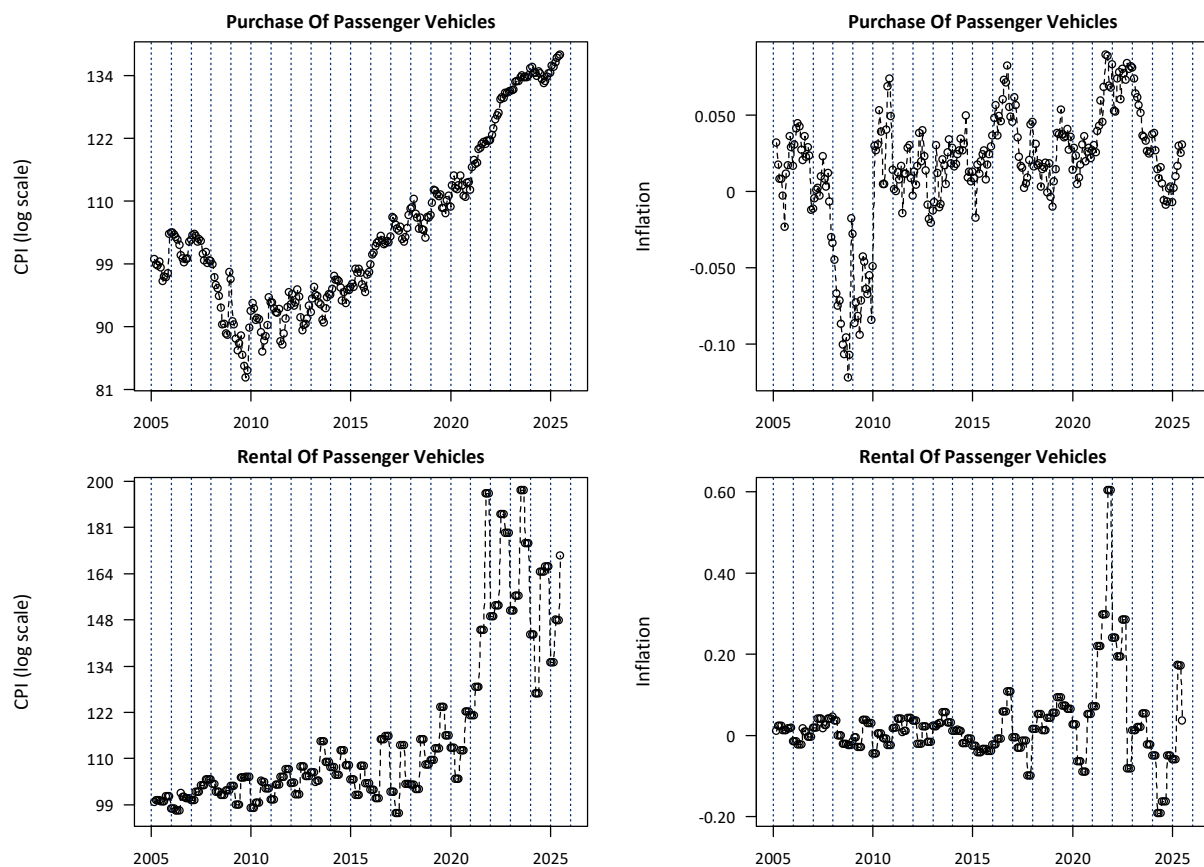 Purchase Of Passenger Vehicles
CPI (log scale)
134
122
110
99
90
81
2005 2010 2015 2020 2025
Purchase Of Passenger Vehicles
Inflation
0.050
0
-0.050
-0.10
2005 2010 2015 2020 2025
Rental Of Passenger Vehicles
CPI (log scale)
200
181
164
148
134
122
110
99
2005 2010 2015 2020 2025
Rental Of Passenger Vehicles
Inflation
0.60
0.40
0.20
0
-0.20
2005 2010 2015 2020 2025